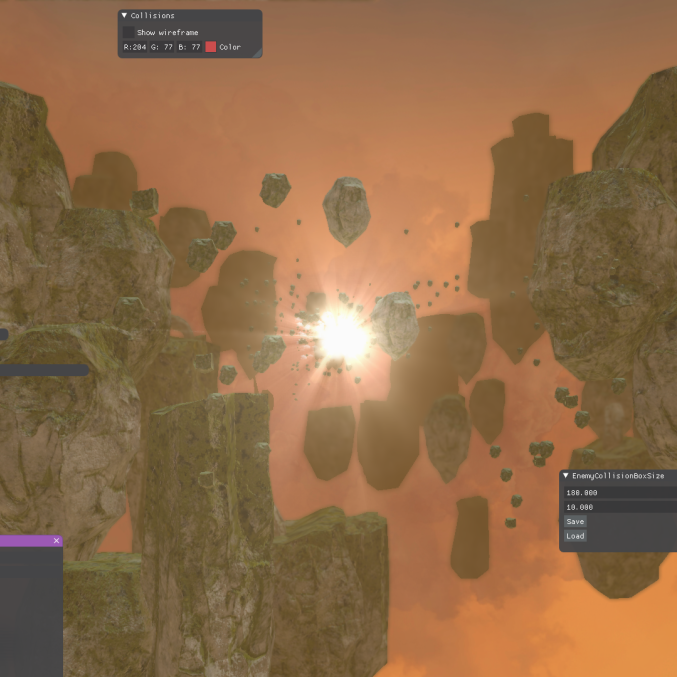 ▼ Collisions
Show wireframe
R:204 G: 77 B: 77 Color
▼ EnemyCollisionBoxSize
180.000
10.000
Save
Load